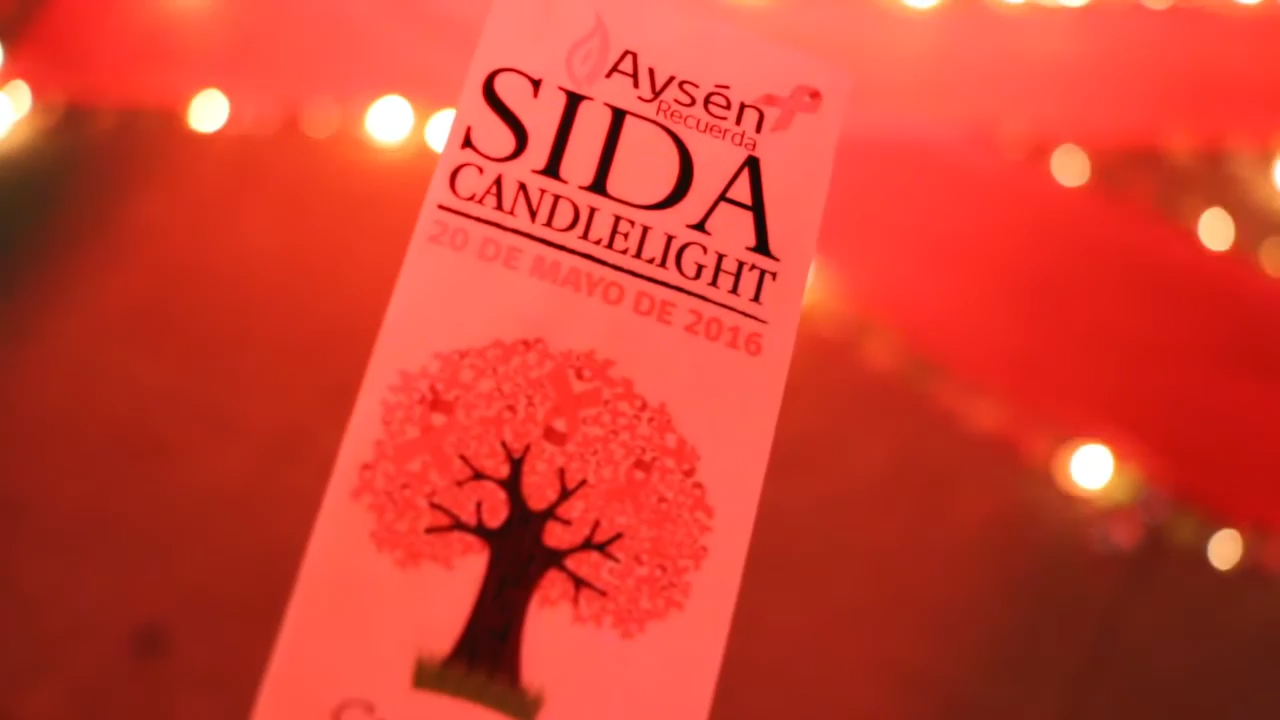 Aysén
Recuerda
SIDA
CANDLELIGHT
20 DE MAYO DE 2016